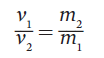 v₁/v₂ = m₂/m₁